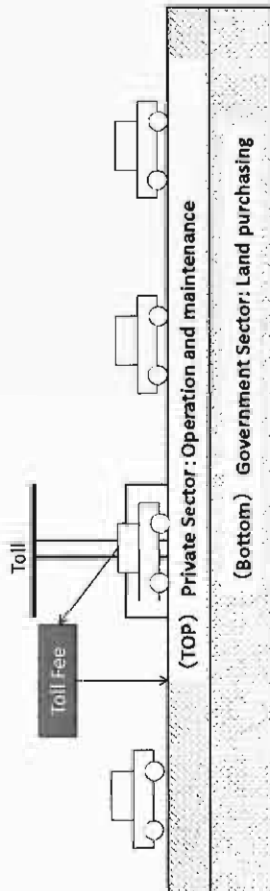 Toll
Toll Fee
(TOP) Private Sector: Operation and maintenance
(Bottom) Government Sector: Land purchasing